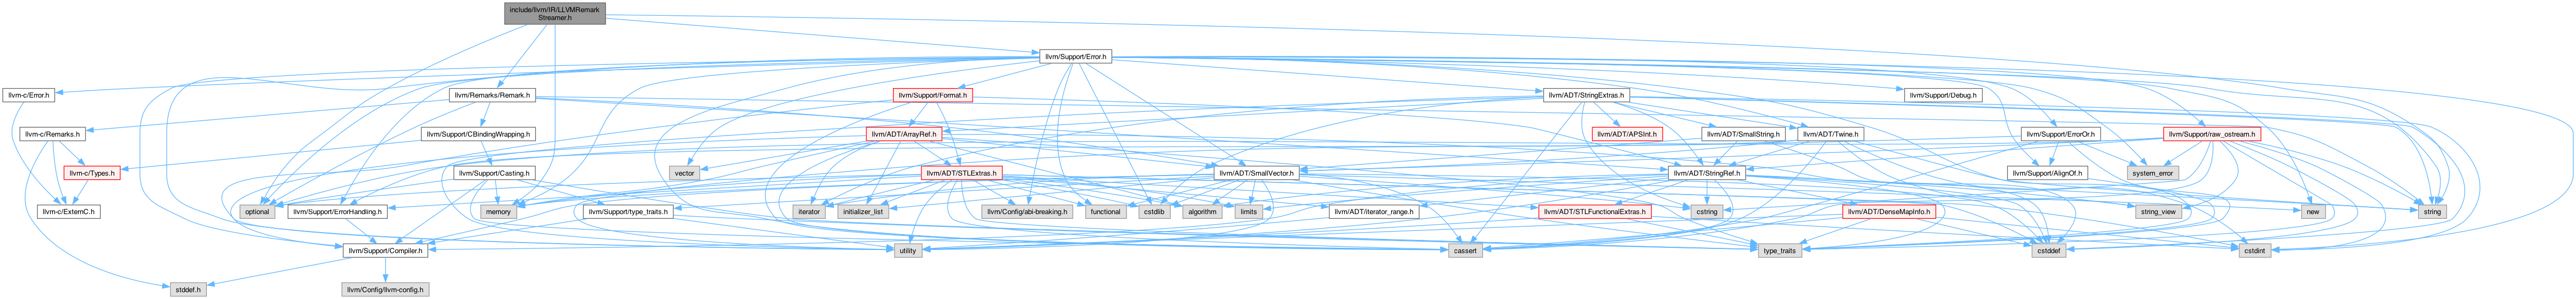 include/llvm/IR/LLVMRemark
Streamer.h
llvm/Support/Error.h
llvm-c/Error.h
llvm/Remarks/Remark.h
llvm/Support/Format.h
llvm/ADT/StringExtras.h
llvm/Support/Debug.h
llvm-c/Remarks.h
llvm/Support/CBindingWrapping.h
llvm/ADT/ArrayRef.h
llvm/ADT/APSInt.h
llvm/ADT/SmallString.h
llvm/ADT/Twine.h
llvm/Support/ErrorOr.h
llvm/Support/raw_ostream.h
llvm-c/Types.h
llvm/Support/Casting.h
vector
llvm/ADT/STLExtras.h
llvm/ADT/SmallVector.h
llvm/ADT/StringRef.h
llvm/Support/AlignOf.h
system_error
llvm-c/ExternC.h
optional
llvm/Support/ErrorHandling.h
memory
llvm/Support/type_traits.h
iterator
initializer_list
llvm/Config/abi-breaking.h
functional
cstdlib
algorithm
limits
llvm/ADT/iterator_range.h
cstring
llvm/ADT/STLFunctionalExtras.h
llvm/ADT/DenseMapInfo.h
string_view
new
string
llvm/Support/Compiler.h
utility
cassert
type_traits
cstddef
cstdint
stddef.h
llvm/Config/llvm-config.h